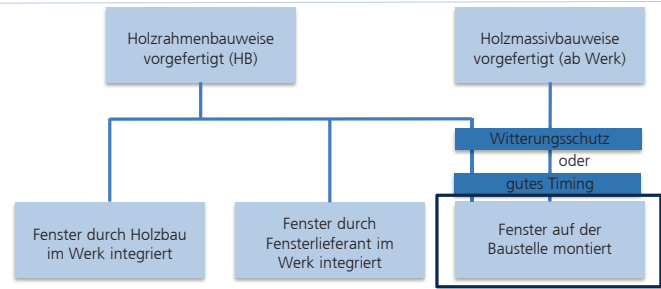 Holzrahmenbauweise
vorgefertigt (HB)
Holzmassivbauweise
vorgefertigt (ab Werk)
Witterungsschutz
oder
gutes Timing
Fenster durch Holzbau
im Werk integriert
Fenster durch
Fensterlieferant im
Werk integriert
Fenster auf der
Baustelle montiert